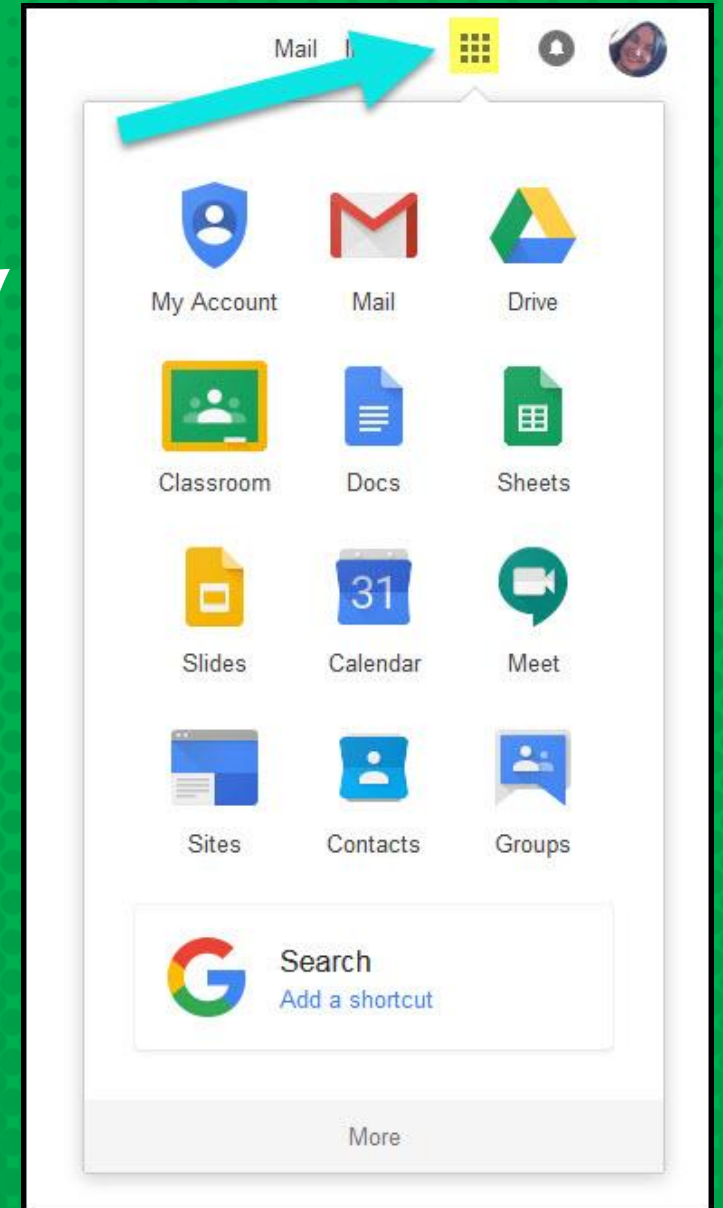 Mail
My Account Mail Drive
Classroom Docs Sheets
31
Slides Calendar Meet
Sites Contacts Groups
Search
Add a shortcut
More